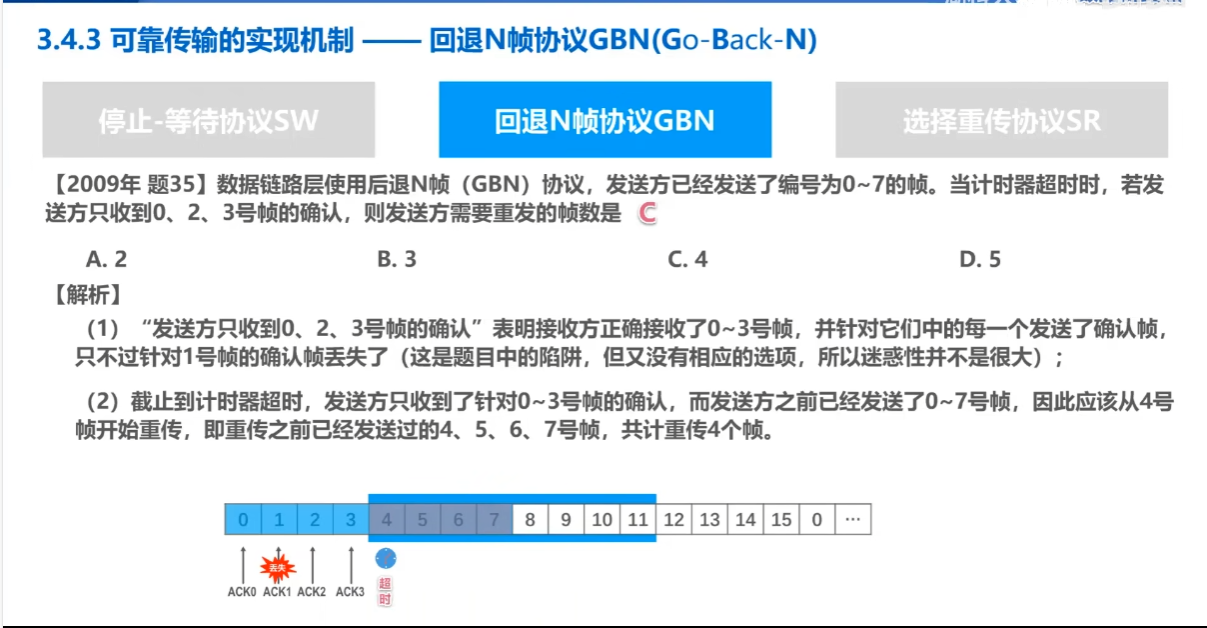 3.4.3 可靠传输的实现机制 —— 回退N帧协议GBN(Go-Back-N)
停止-等待协议SW
回退N帧协议GBN
选择重传协议SR
【2009年 题35】数据链路层使用后退N帧（GBN）协议，发送方已经发送了编号为0~7的帧。当计时器超时时，若发
送方只收到0、2、3号帧的确认，则发送方需要重发的帧数是 C
A. 2 B. 3 C. 4 D. 5
【解析】
（1）“发送方只收到0、2、3号帧的确认”表明接收方正确接收了0~3号帧，并针对它们中的每一个发送了确认帧，
只不过针对1号帧的确认帧丢失了（这是题目中的陷阱，但又没有相应的选项，所以迷惑性并不是很大）；
（2）截止到计时器超时，发送方只收到了针对0~3号帧的确认，而发送方之前已经发送了0~7号帧，因此应该从4号
帧开始重传，即重传之前已经发送过的4、5、6、7号帧，共计重传4个帧。
0 1 2 3 4 5 6 7 8 9 10 11 12 13 14 15 0 …
丢失
ACK0 ACK1 ACK2 ACK3
超
时